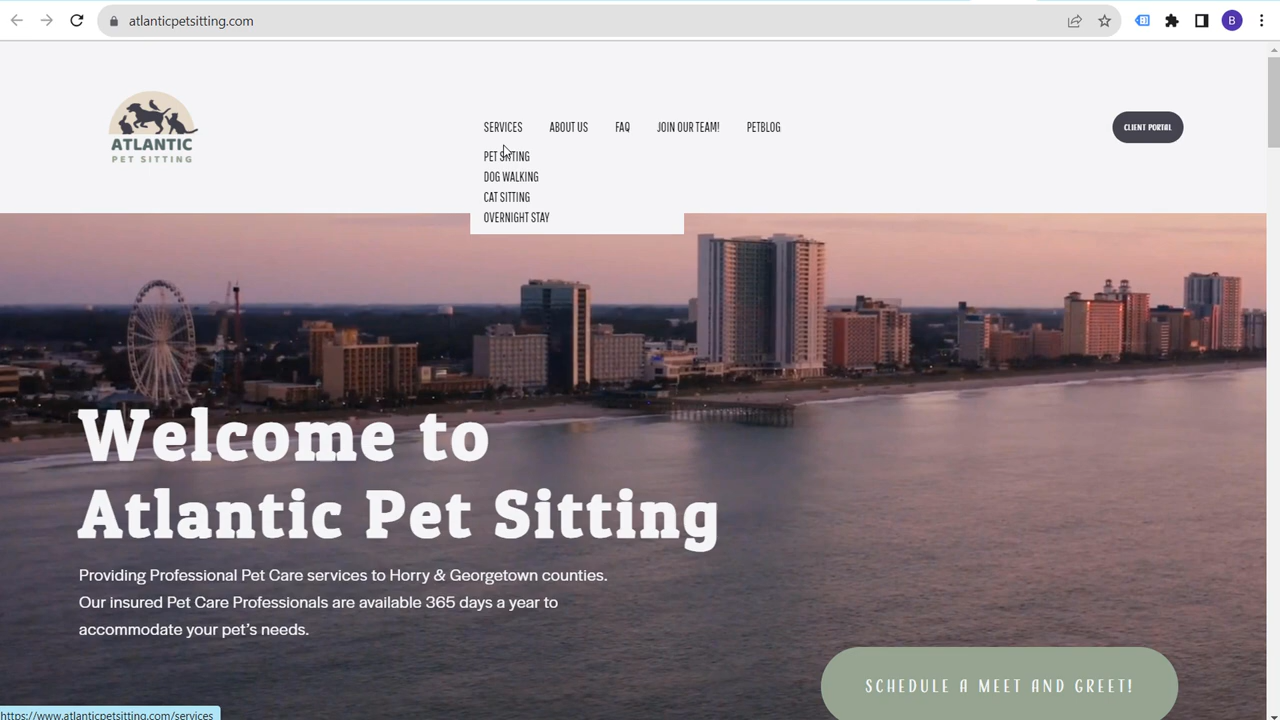 atlanticpetsitting.com
B
ATLANTIC
PET SITTING
SERVICES
ABOUT US
FAQ
JOIN OUR TEAM!
PETBLOG
CLIENT PORTAL
PET SITTING
DOG WALKING
CAT SITTING
OVERNIGHT STAY
Welcome to
Atlantic Pet Sitting
Providing Professional Pet Care services to Horry & Georgetown counties.
Our insured Pet Care Professionals are available 365 days a year to
accommodate your pet's needs.
SCHEDULE A MEET AND GREET!
https://www.atlanticpetsitting.com/services